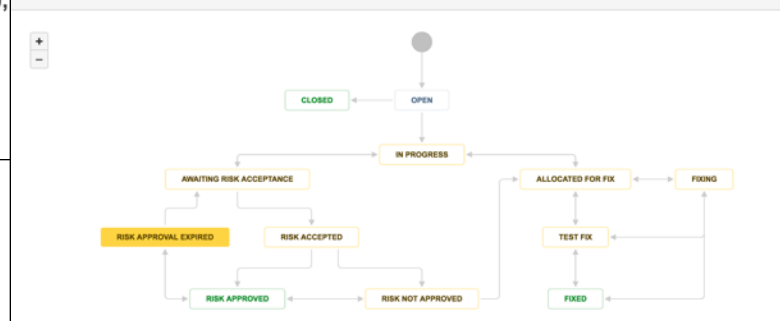 +
−
CLOSED
OPEN
IN PROGRESS
AWAITING RISK ACCEPTANCE
ALLOCATED FOR FIX
FIXING
RISK APPROVAL EXPIRED
RISK ACCEPTED
TEST FIX
RISK APPROVED
RISK NOT APPROVED
FIXED